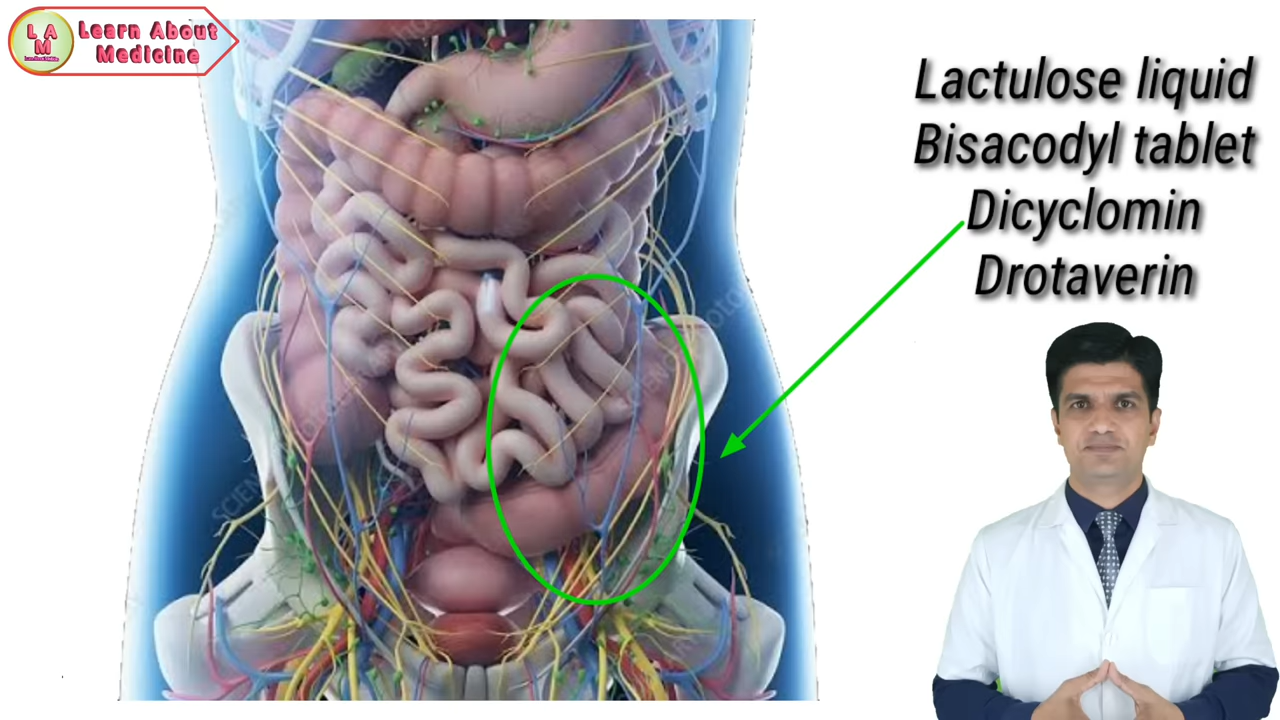 L A
M
Learn About
Medicine
Lactulose liquid
Bisacodyl tablet
Dicyclomin
Drotaverin